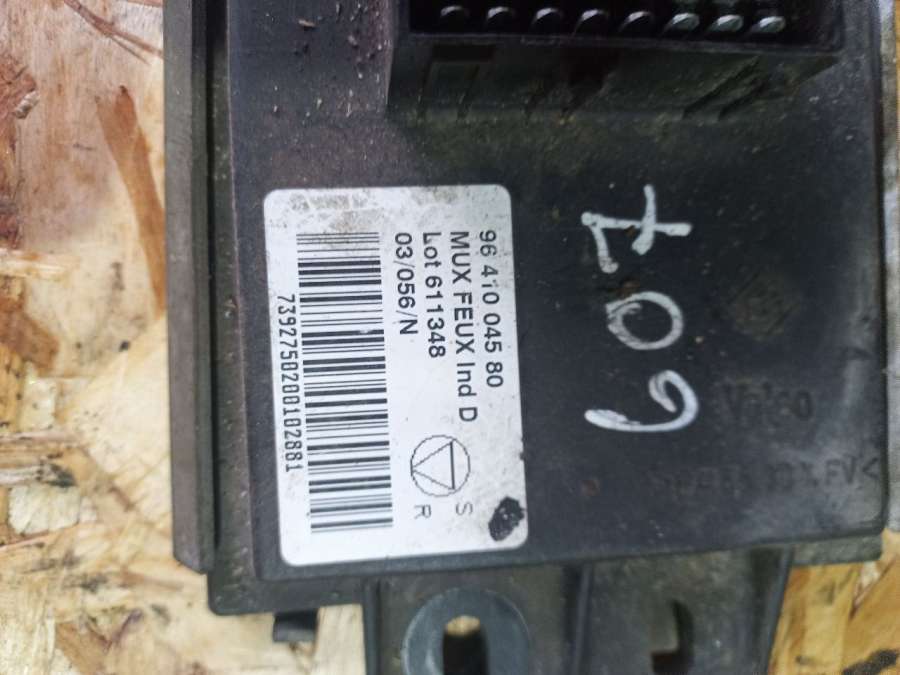 96 410 045 80
MUX FEUX Ind D
Lot 611348
03/056/N
S
R
7392750200102881
607